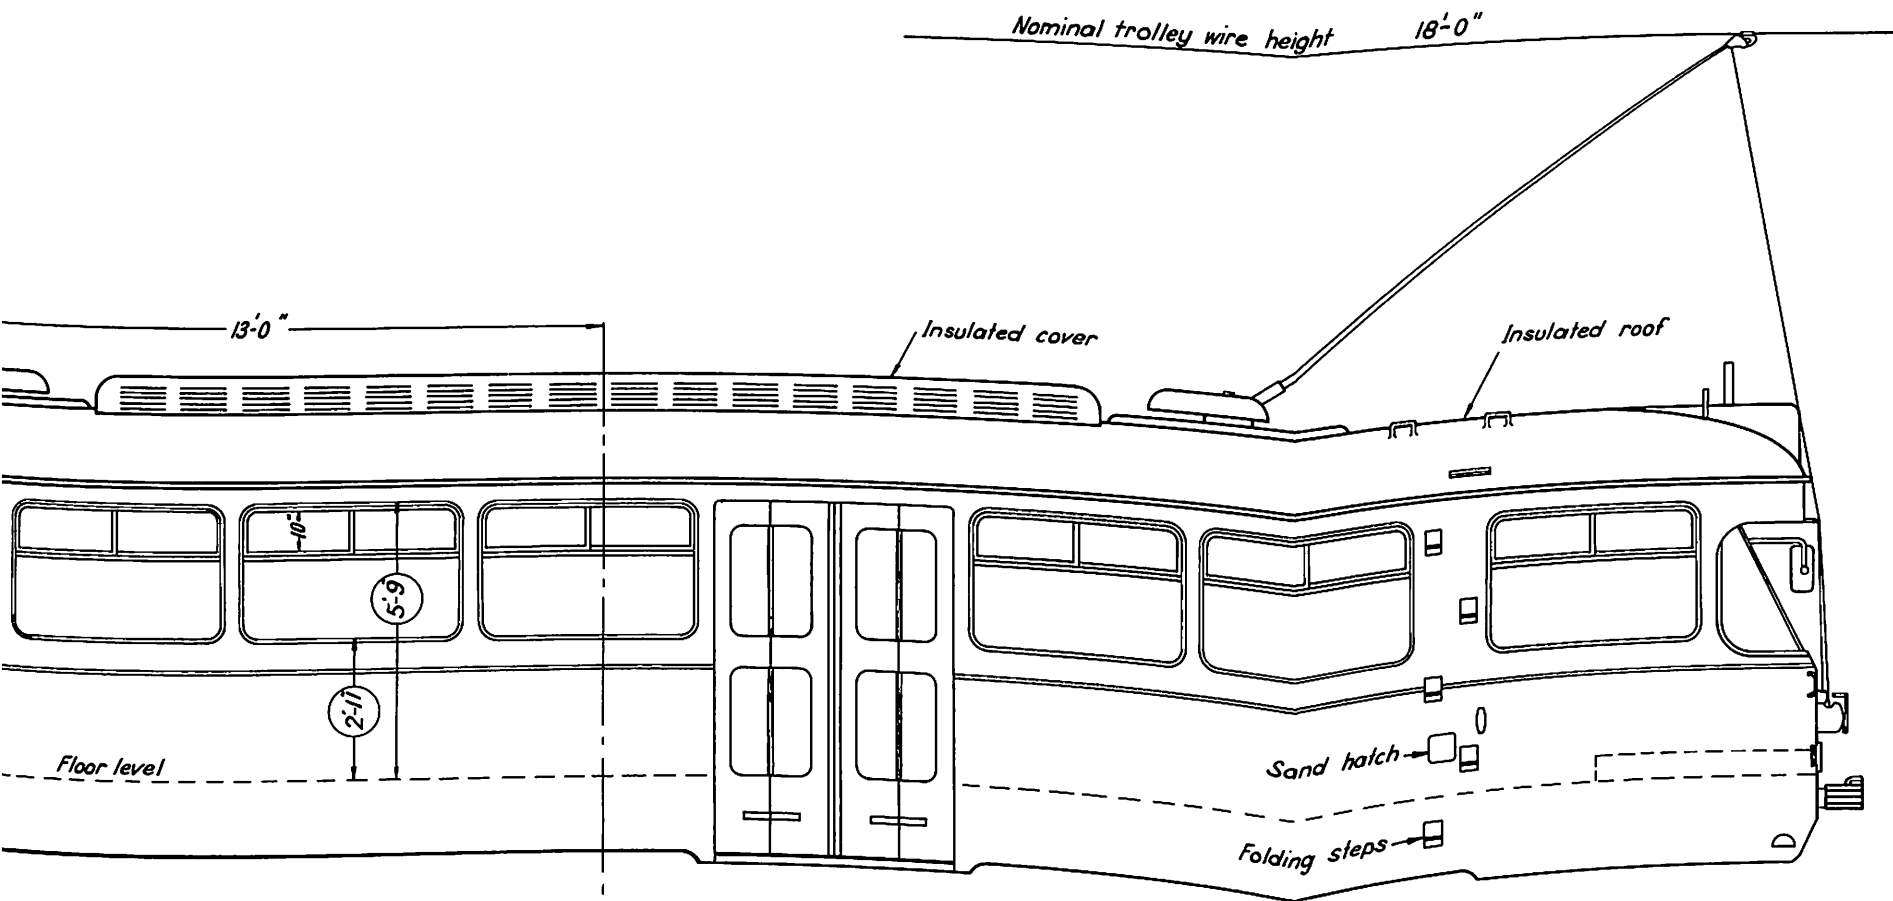 Nominal trolley wire height 18'-0"
13'-0"
Insulated cover
Insulated roof
10"
5'-9"
2'-11"
Floor level
Sand hatch
Folding steps